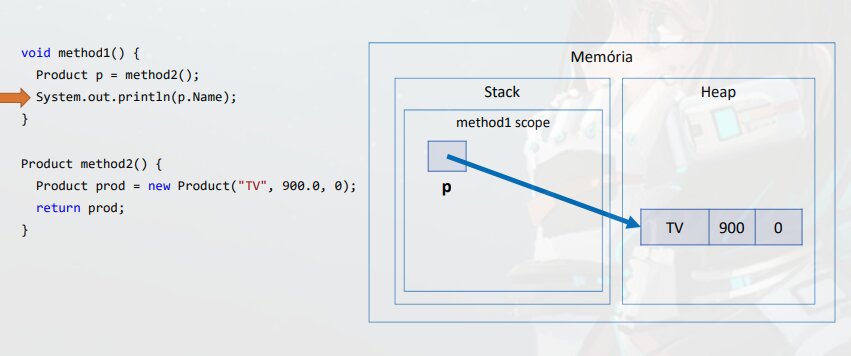 void method1() {
Product p = method2();
System.out.println(p.Name);
}
Product method2() {
Product prod = new Product("TV", 900.0, 0);
return prod;
}
Memória
Stack
method1 scope
p
Heap
TV 900 0